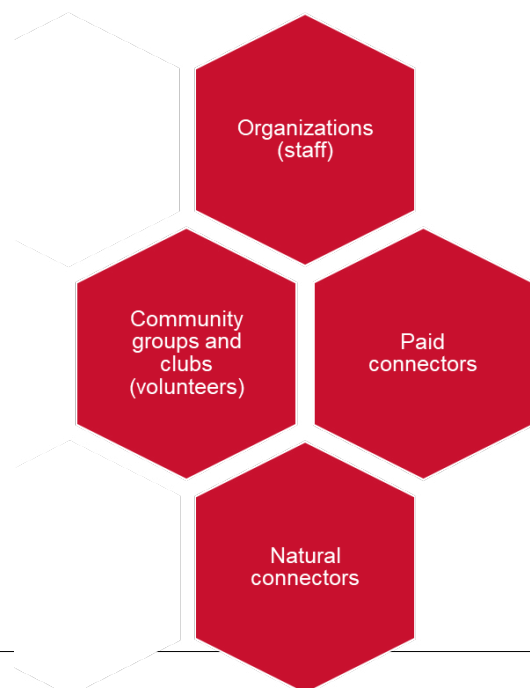 Organizations
(staff)
Community
groups and
clubs
(volunteers)
Paid
connectors
Natural
connectors